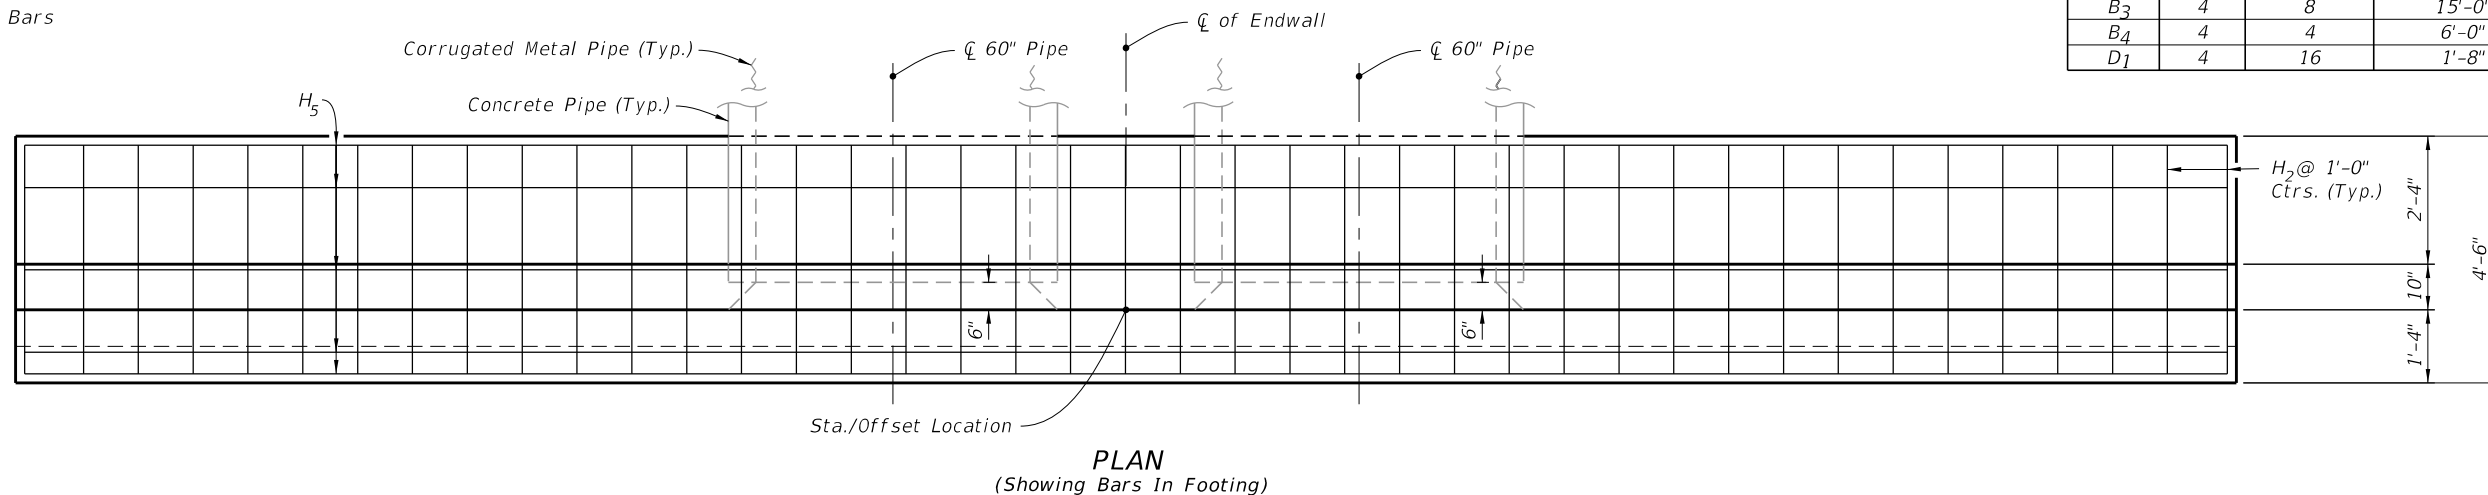 Bars
B3 4 8 15'-0"
B4 4 4 6'-0"
D1 4 16 1'-8"
℄ of Endwall
Corrugated Metal Pipe (Typ.)
℄ 60" Pipe
℄ 60" Pipe
H5
Concrete Pipe (Typ.)
H2@ 1'-0"
Ctrs. (Typ.)
2'-4"
4'-6"
10"
1'-4"
6"
6"
Sta./Offset Location
PLAN
(Showing Bars In Footing)